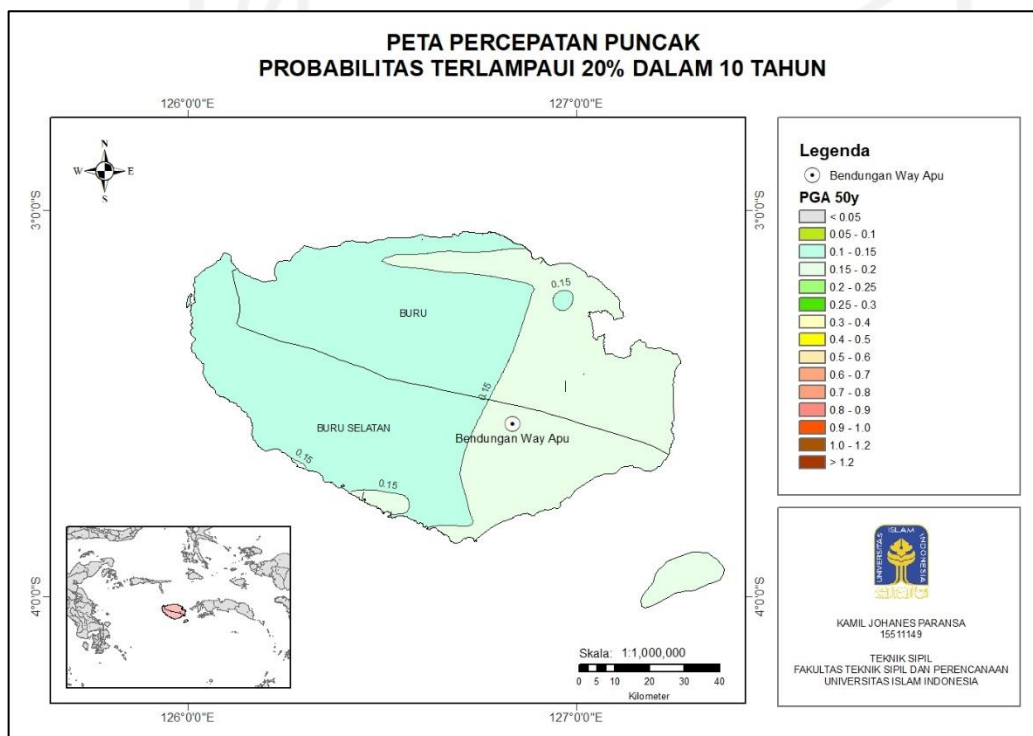 PETA PERCEPATAN PUNCAK
PROBABILITAS TERLAMPAUI 20% DALAM 10 TAHUN
126°0'0"E
127°0'0"E
N
W E
S
3°0'0"S
3°0'0"S
0.15
BURU
0.15
BURU SELATAN
Bendungan Way Apu
0.15
0.15
4°0'0"S
4°0'0"S
Skala: 1:1,000,000
0 5 10 20 30 40
Kilometer
126°0'0"E
127°0'0"E
Legenda
Bendungan Way Apu
PGA 50y
< 0.05
0.05 - 0.1
0.1 - 0.15
0.15 - 0.2
0.2 - 0.25
0.25 - 0.3
0.3 - 0.4
0.4 - 0.5
0.5 - 0.6
0.6 - 0.7
0.7 - 0.8
0.8 - 0.9
0.9 - 1.0
1.0 - 1.2
> 1.2
UNIVERSITAS
ISLAM
INDONESIA
KAMIL JOHANES PARANSA
15511149
TEKNIK SIPIL
FAKULTAS TEKNIK SIPIL DAN PERENCANAAN
UNIVERSITAS ISLAM INDONESIA